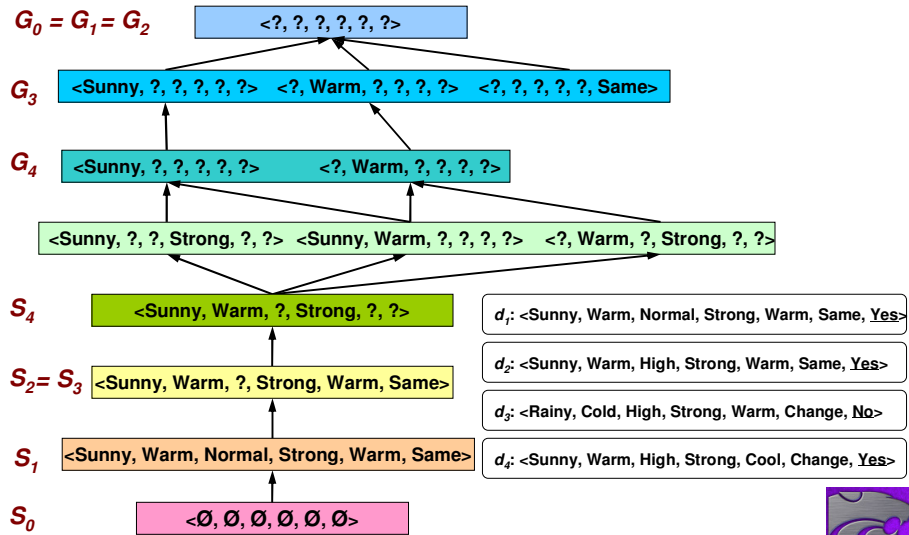 G0 = G1 = G2 <?, ?, ?, ?, ?, ?>
G3 <Sunny, ?, ?, ?, ?, ?> <?, Warm, ?, ?, ?, ?> <?, ?, ?, ?, ?, Same>
G4 <Sunny, ?, ?, ?, ?, ?> <?, Warm, ?, ?, ?, ?>
<Sunny, ?, ?, Strong, ?, ?> <Sunny, Warm, ?, ?, ?, ?> <?, Warm, ?, Strong, ?, ?>
S4 <Sunny, Warm, ?, Strong, ?, ?>
S2 = S3 <Sunny, Warm, ?, Strong, Warm, Same>
S1 <Sunny, Warm, Normal, Strong, Warm, Same>
S0 <Ø, Ø, Ø, Ø, Ø, Ø>
d1: <Sunny, Warm, Normal, Strong, Warm, Same, Yes>
d2: <Sunny, Warm, High, Strong, Warm, Same, Yes>
d3: <Rainy, Cold, High, Strong, Warm, Change, No>
d4: <Sunny, Warm, High, Strong, Cool, Change, Yes>